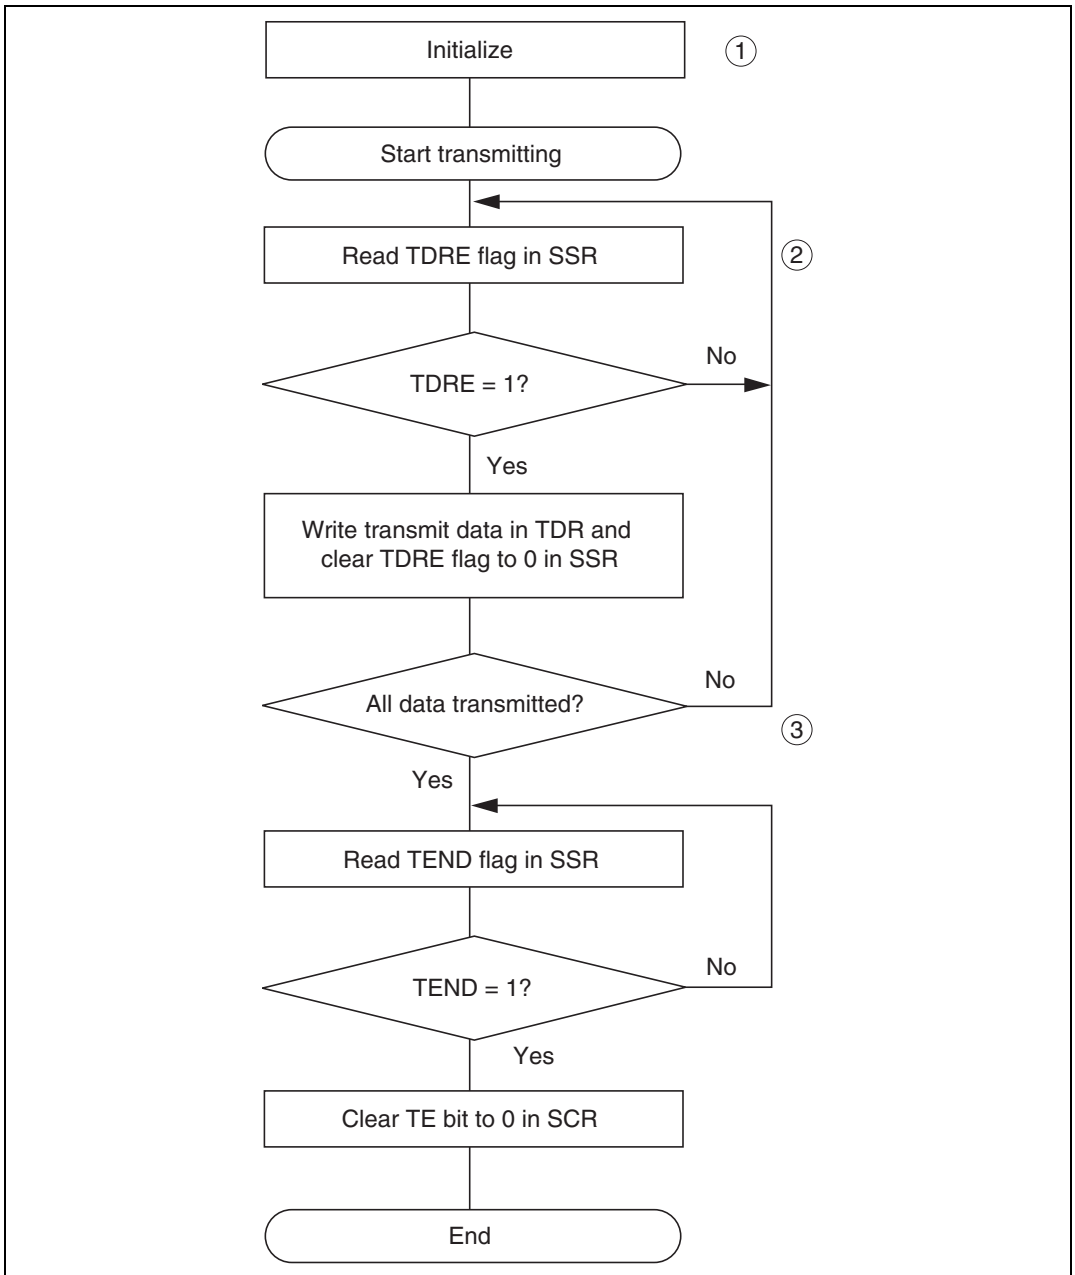 Initialize
①
Start transmitting
Read TDRE flag in SSR
②
No
TDRE = 1?
Yes
Write transmit data in TDR and
clear TDRE flag to 0 in SSR
No
All data transmitted?
③
Yes
Read TEND flag in SSR
No
TEND = 1?
Yes
Clear TE bit to 0 in SCR
End